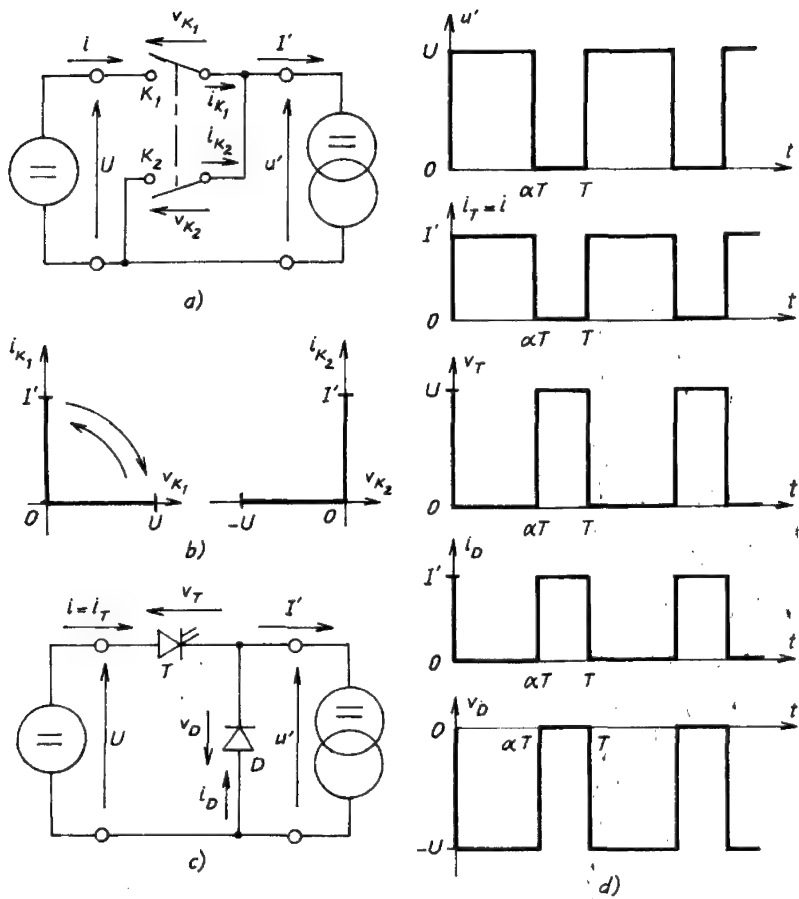 v_K₁
i
I'
K₁
i_K₁
K₂
i_K₂
U
u'
v_K₂
a)
i_K₁
I'
0
U
v_K₁
i_K₂
I'
-U
0
v_K₂
b)
i = i_T
v_T
I'
T
U
v_D
D
i_D
u'
c)
u'
U
0
αT
T
t
i_T = i
I'
0
αT
T
t
v_T
U
0
αT
T
t
i_D
I'
0
αT
T
t
v_D
0
αT
T
t
-U
d)